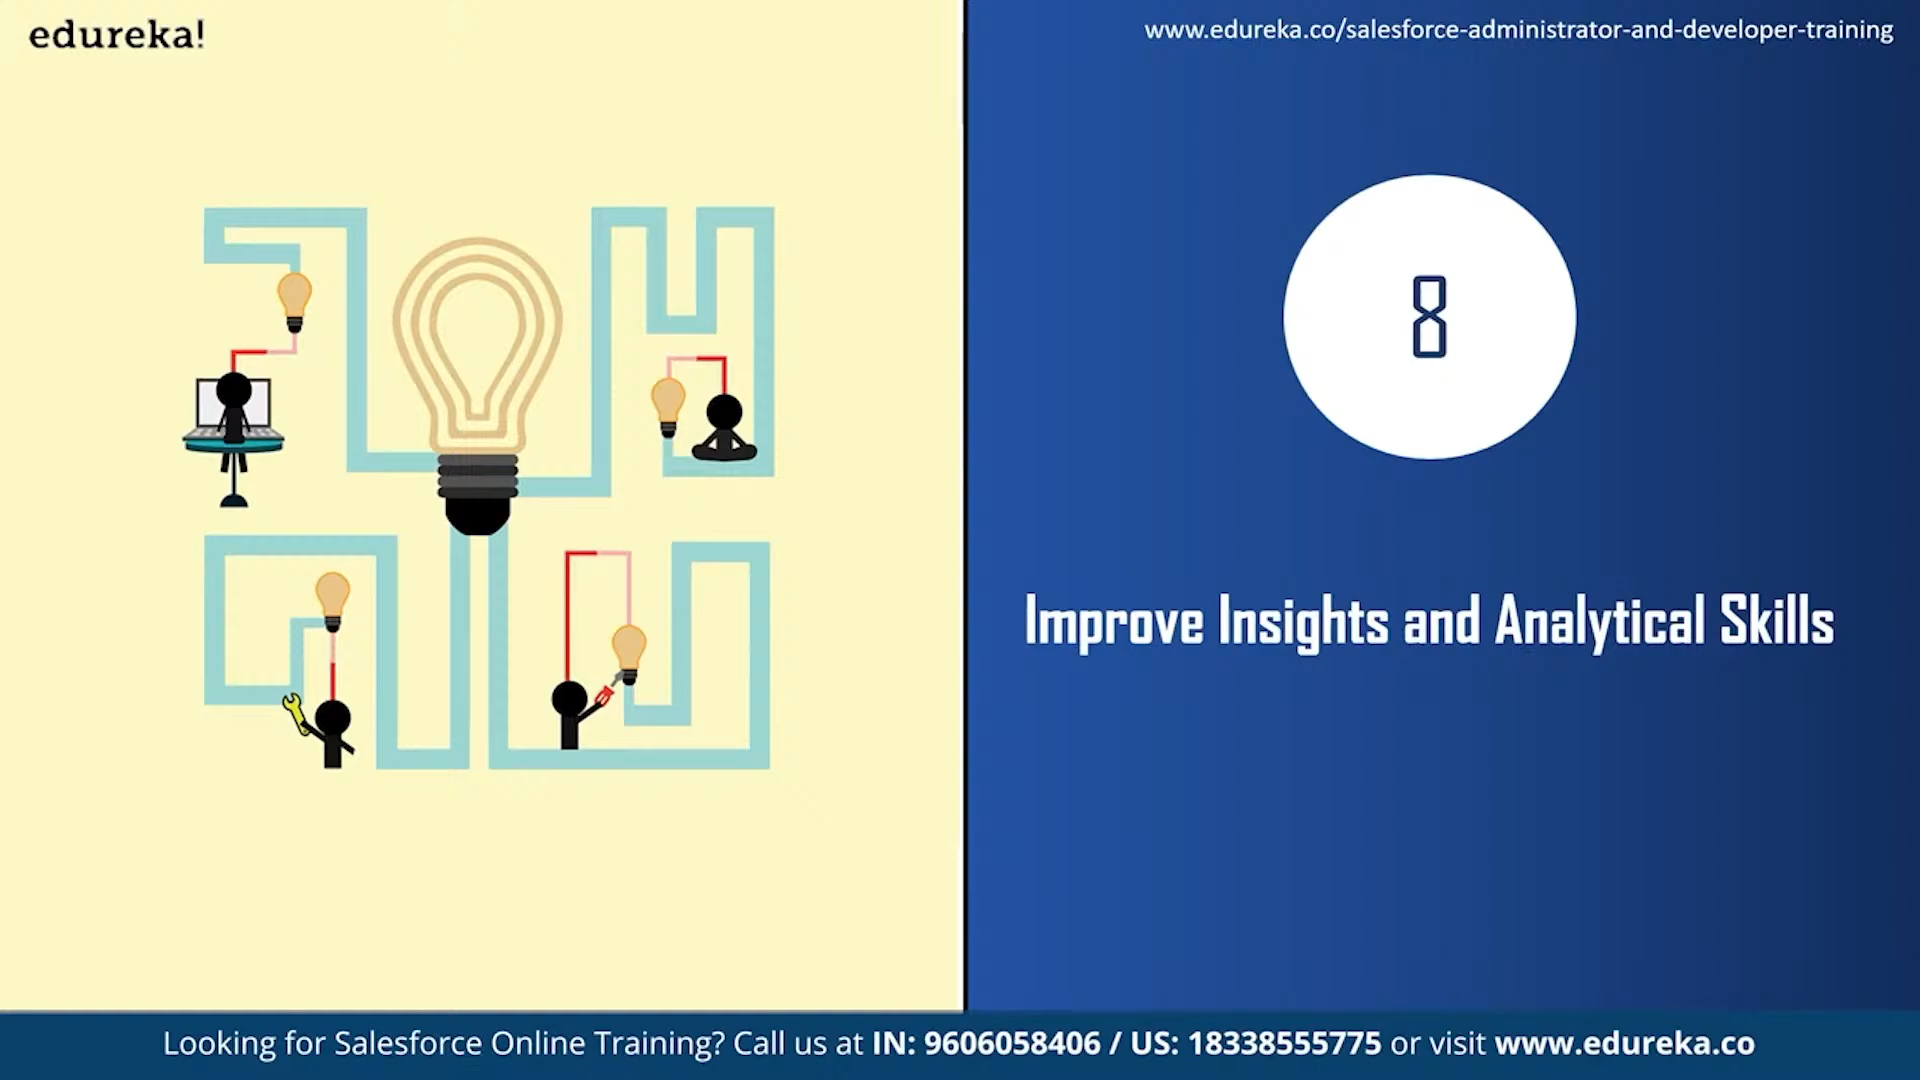 edureka!
www.edureka.co/salesforce-administrator-and-developer-training
8
Improve Insights and Analytical Skills
Looking for Salesforce Online Training? Call us at IN: 9606058406 / US: 18338555775 or visit www.edureka.co